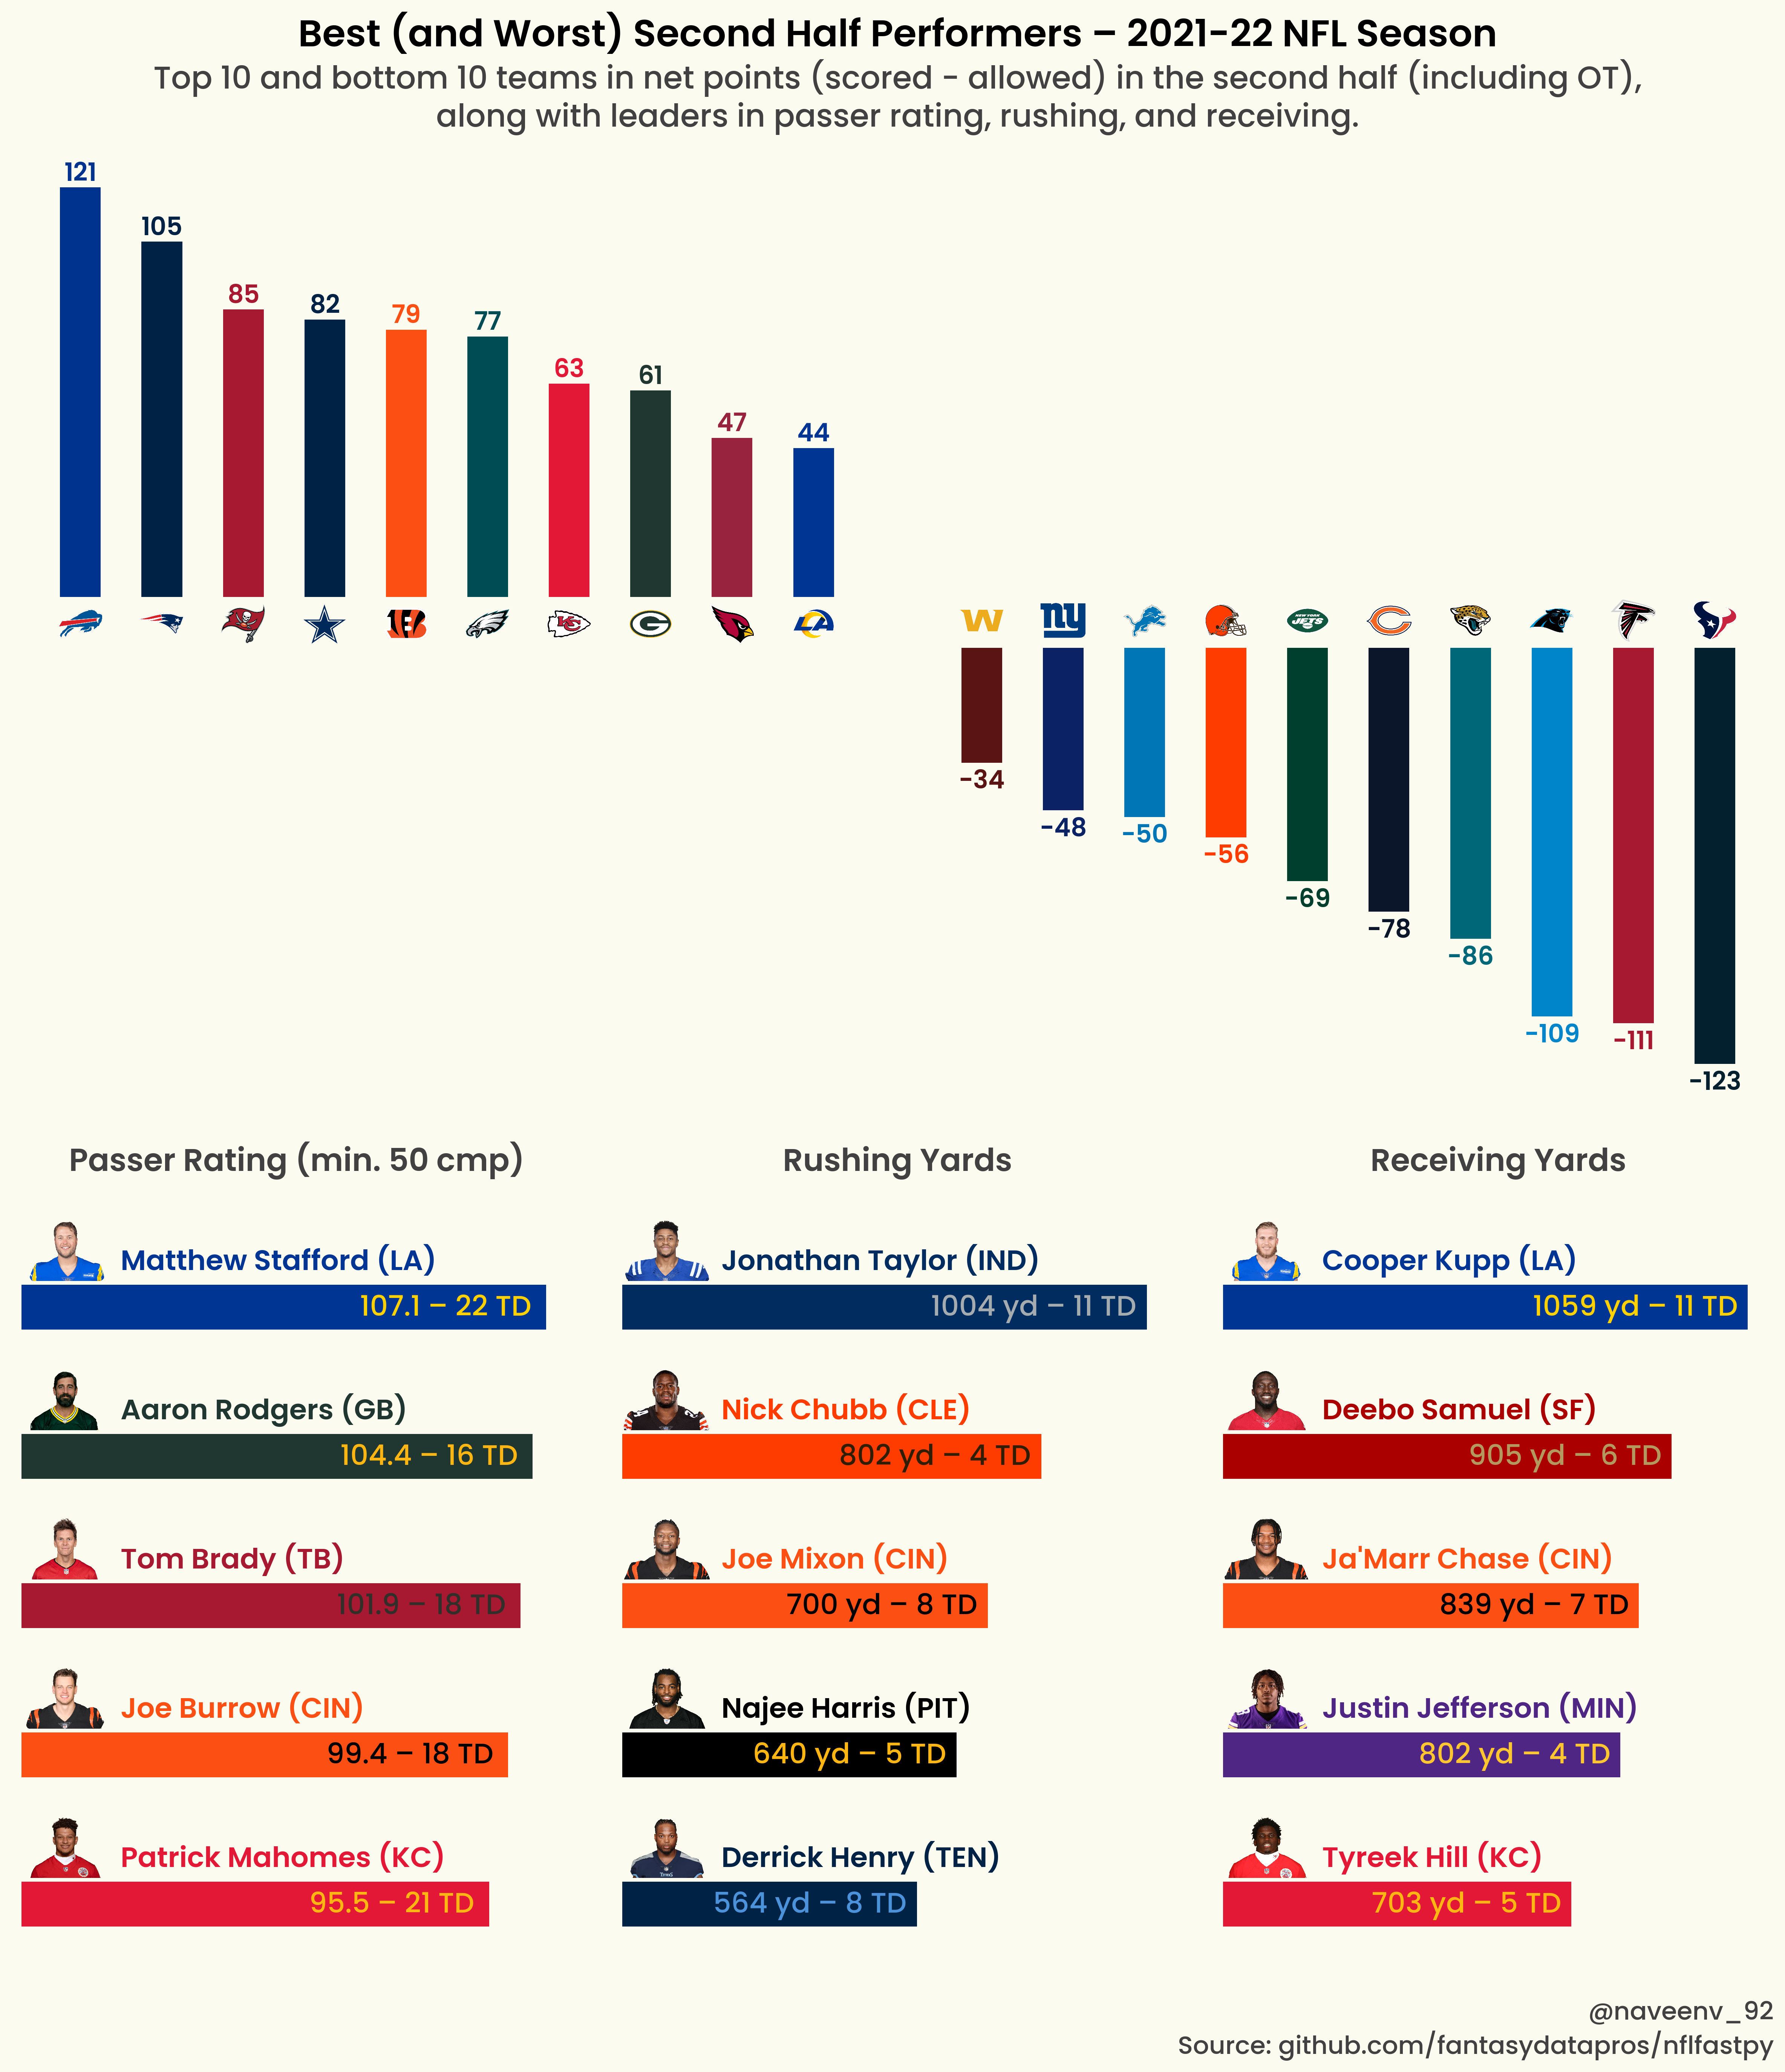 Best (and Worst) Second Half Performers – 2021-22 NFL Season
Top 10 and bottom 10 teams in net points (scored - allowed) in the second half (including OT),
along with leaders in passer rating, rushing, and receiving.
121
105
85
82
79
77
63
61
47
44
W
ny
NEW YORK
JETS
KC
G
LA
B
C
-34
-48
-50
-56
-69
-78
-86
-109
-111
-123
Passer Rating (min. 50 cmp)
Matthew Stafford (LA)
107.1 – 22 TD
Aaron Rodgers (GB)
104.4 – 16 TD
Tom Brady (TB)
101.9 – 18 TD
Joe Burrow (CIN)
99.4 – 18 TD
Patrick Mahomes (KC)
95.5 – 21 TD
Rushing Yards
Jonathan Taylor (IND)
1004 yd – 11 TD
Nick Chubb (CLE)
802 yd – 4 TD
Joe Mixon (CIN)
700 yd – 8 TD
Najee Harris (PIT)
640 yd – 5 TD
Derrick Henry (TEN)
564 yd – 8 TD
Receiving Yards
Cooper Kupp (LA)
1059 yd – 11 TD
Deebo Samuel (SF)
905 yd – 6 TD
Ja'Marr Chase (CIN)
839 yd – 7 TD
Justin Jefferson (MIN)
802 yd – 4 TD
Tyreek Hill (KC)
703 yd – 5 TD
@naveenv_92
Source: github.com/fantasydatapros/nflfastpy